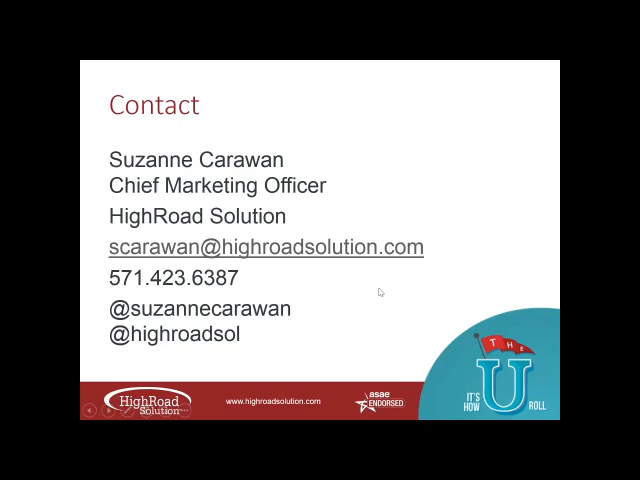 Contact
Suzanne Carawan
Chief Marketing Officer
HighRoad Solution
scarawan@highroadsolution.com
571.423.6387
@suzannecarawan
@highroadsol
THE
U
IT'S HOW
ROLL
HighRoad
Solution
www.highroadsolution.com
asae
ENDORSED